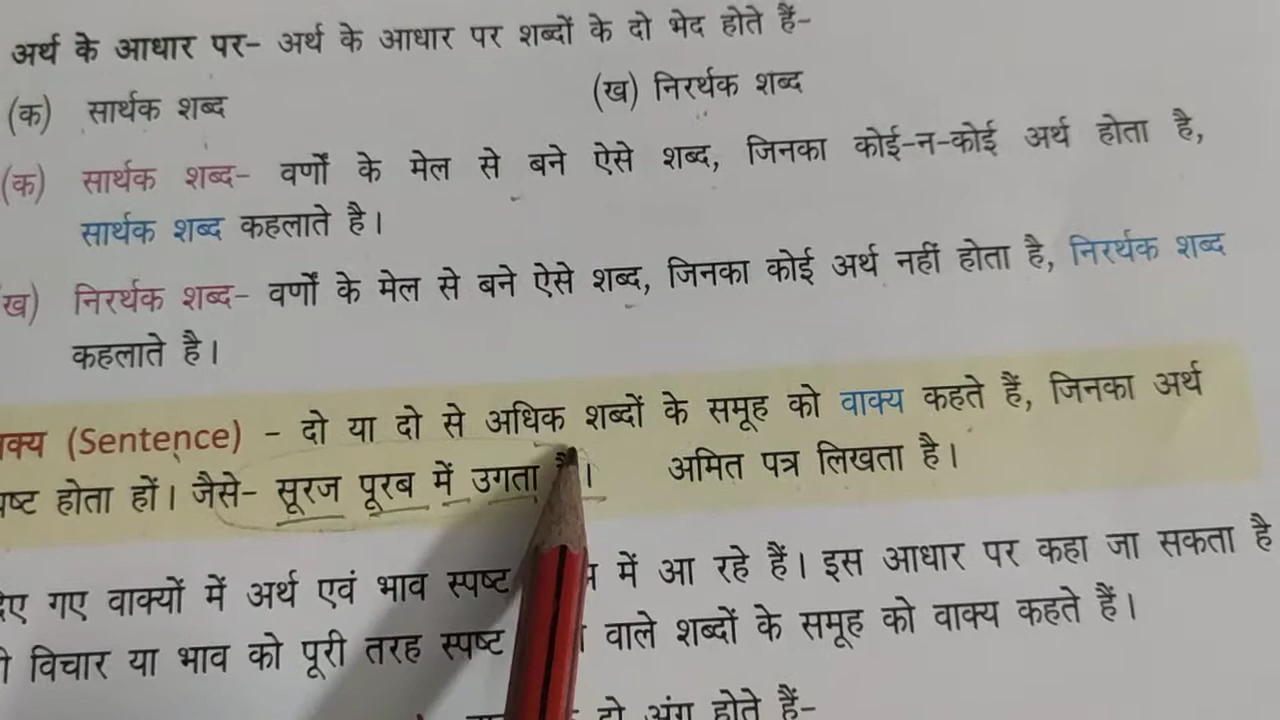 अर्थ के आधार पर- अर्थ के आधार पर शब्दों के दो भेद होते हैं-
(क) सार्थक शब्द (ख) निरर्थक शब्द
(क) सार्थक शब्द- वर्णों के मेल से बने ऐसे शब्द, जिनका कोई-न-कोई अर्थ होता है,
सार्थक शब्द कहलाते है।
ख) निरर्थक शब्द- वर्णों के मेल से बने ऐसे शब्द, जिनका कोई अर्थ नहीं होता है, निरर्थक शब्द
कहलाते है।
(Sentence) - दो या दो से अधिक शब्दों के समूह को वाक्य कहते हैं, जिनका अर्थ
होता हों। जैसे- सूरज पूरब में उगता है। अमित पत्र लिखता है।
गए वाक्यों में अर्थ एवं भाव स्पष्ट में आ रहे हैं। इस आधार पर कहा जा सकता है
विचार या भाव को पूरी तरह स्पष्ट वाले शब्दों के समूह को वाक्य कहते हैं।
दो अंग होते हैं-